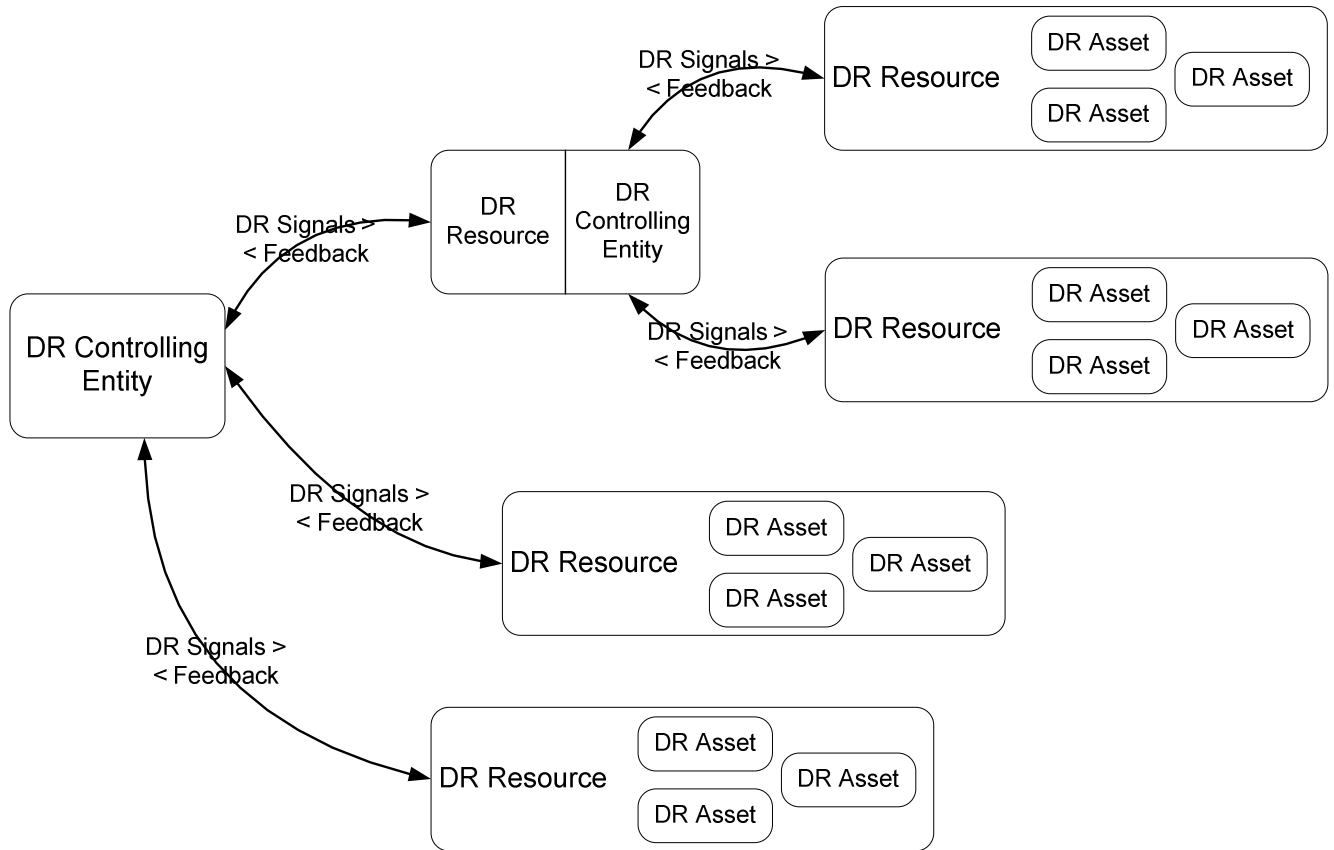 DR Signals >
< Feedback
DR Resource
DR Asset
DR Asset
DR Asset
DR
Resource
DR
Controlling
Entity
DR Signals >
< Feedback
DR Signals >
< Feedback
DR Resource
DR Asset
DR Asset
DR Asset
DR Controlling
Entity
DR Signals >
< Feedback
DR Resource
DR Asset
DR Asset
DR Asset
DR Signals >
< Feedback
DR Resource
DR Asset
DR Asset
DR Asset